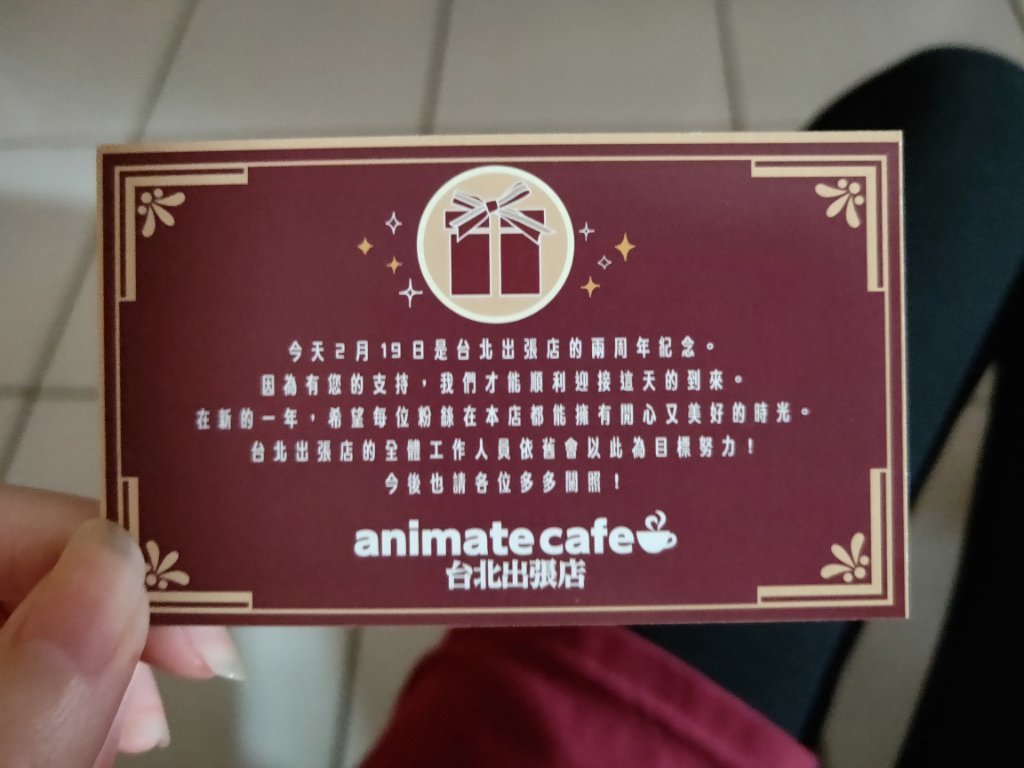 今天2月19日是台北出張店的兩周年紀念。
因為有您的支持，我們才能順利迎接這天的到來。
在新的一年，希望每位粉絲在本店都能擁有開心又美好的時光。
台北出張店的全體工作人員依舊會以此為目標努力！
今後也請各位多多關照！
animate cafe
台北出張店